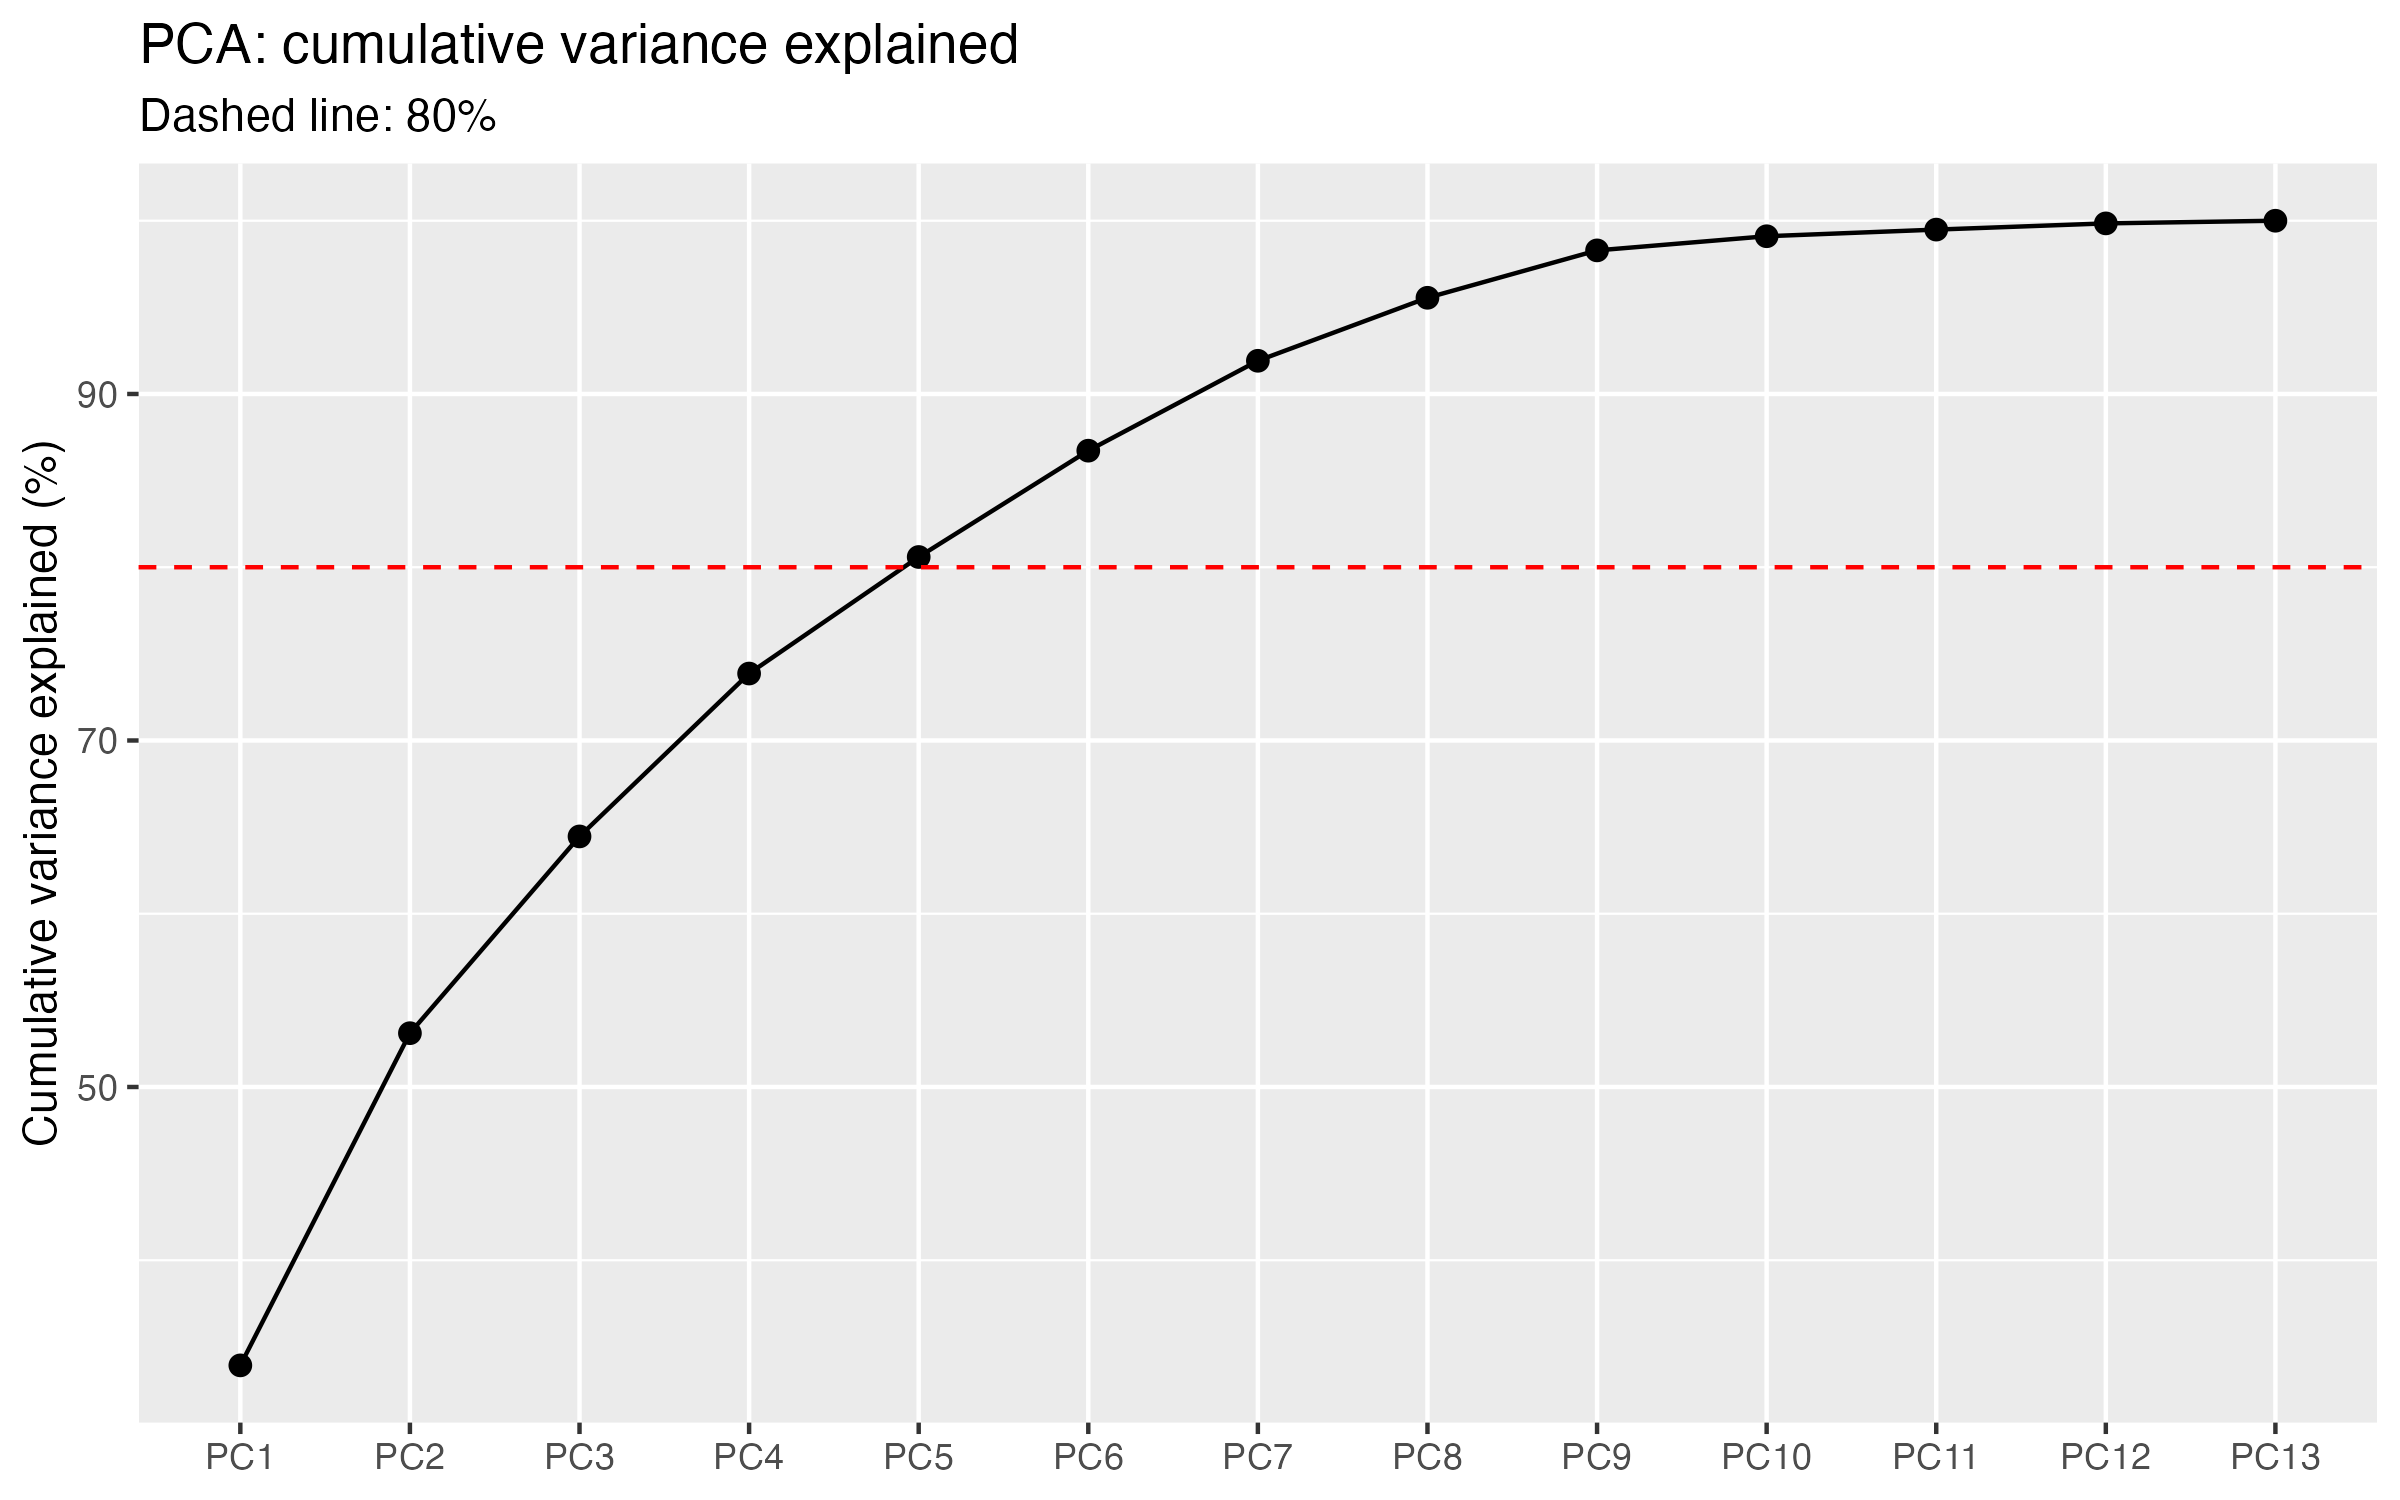 PCA: cumulative variance explained
Dashed line: 80%
Cumulative variance explained (%)
90
70
50
PC1 PC2 PC3 PC4 PC5 PC6 PC7 PC8 PC9 PC10 PC11 PC12 PC13